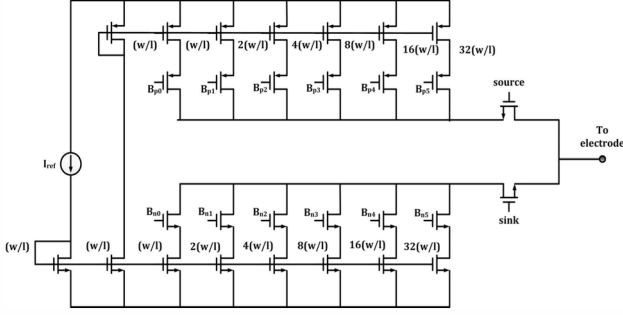 (w/l) (w/l) 2(w/l) 4(w/l) 8(w/l) 16(w/l) 32(w/l)
Bp0 Bp1 Bp2 Bp3 Bp4 Bp5
source
To
electrode
Iref
sink
Bn0 Bn1 Bn2 Bn3 Bn4 Bn5
(w/l) (w/l) (w/l) 2(w/l) 4(w/l) 8(w/l) 16(w/l) 32(w/l)